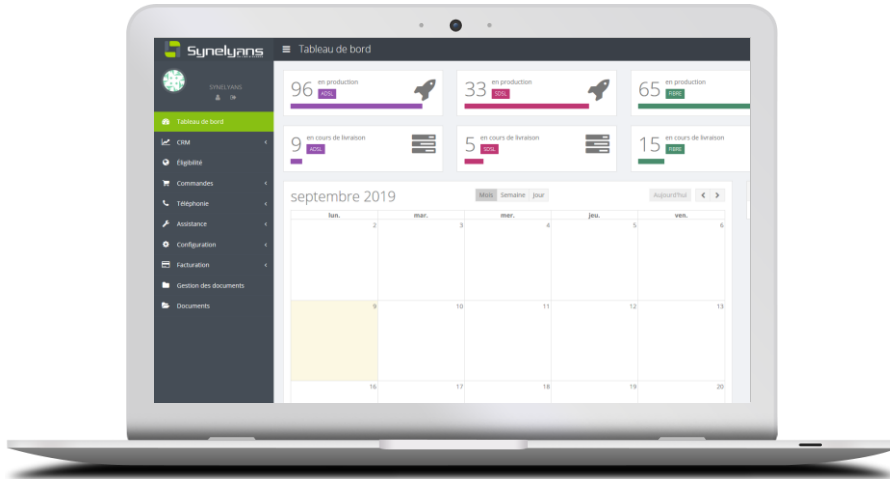 Synelyans
Tableau de bord
SYNELYANS
Tableau de bord
CRM
Éligibilité
Commandes
Téléphonie
Assistance
Configuration
Facturation
Gestion des documents
Documents
96 en production
ADSL
33 en production
SDSL
65 en production
FIBRE
9 en cours de livraison
ADSL
5 en cours de livraison
SDSL
15 en cours de livraison
FIBRE
septembre 2019
Mois Semaine Jour
Aujourd'hui
lun. mar. mer. jeu. ven.
2 3 4 5 6
9 10 11 12 13
16 17 18 19 20